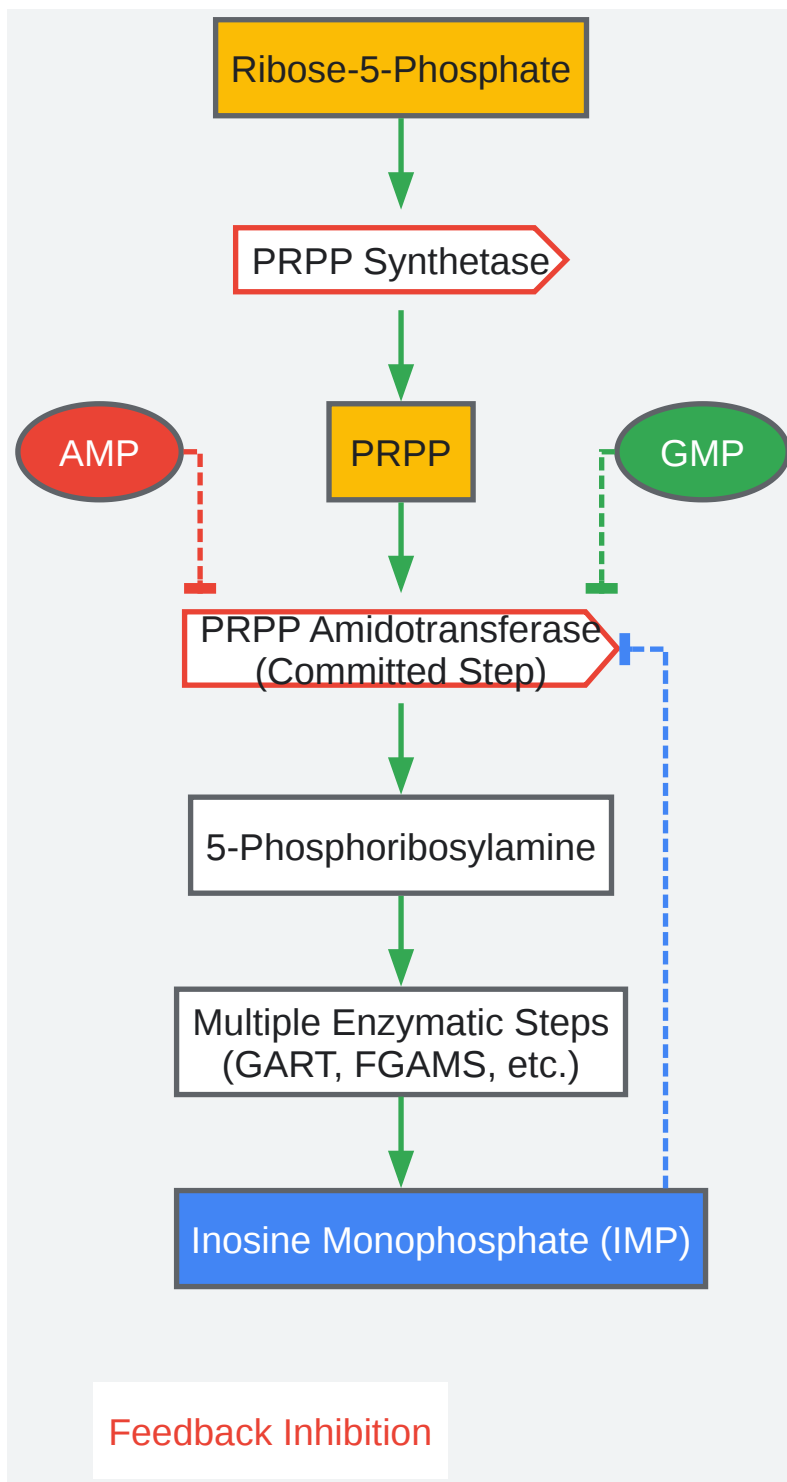 Ribose-5-Phosphate
PRPP Synthetase
AMP
PRPP
GMP
PRPP Amidotransferase
(Committed Step)
5-Phosphoribosylamine
Multiple Enzymatic Steps
(GART, FGAMS, etc.)
Inosine Monophosphate (IMP)
Feedback Inhibition